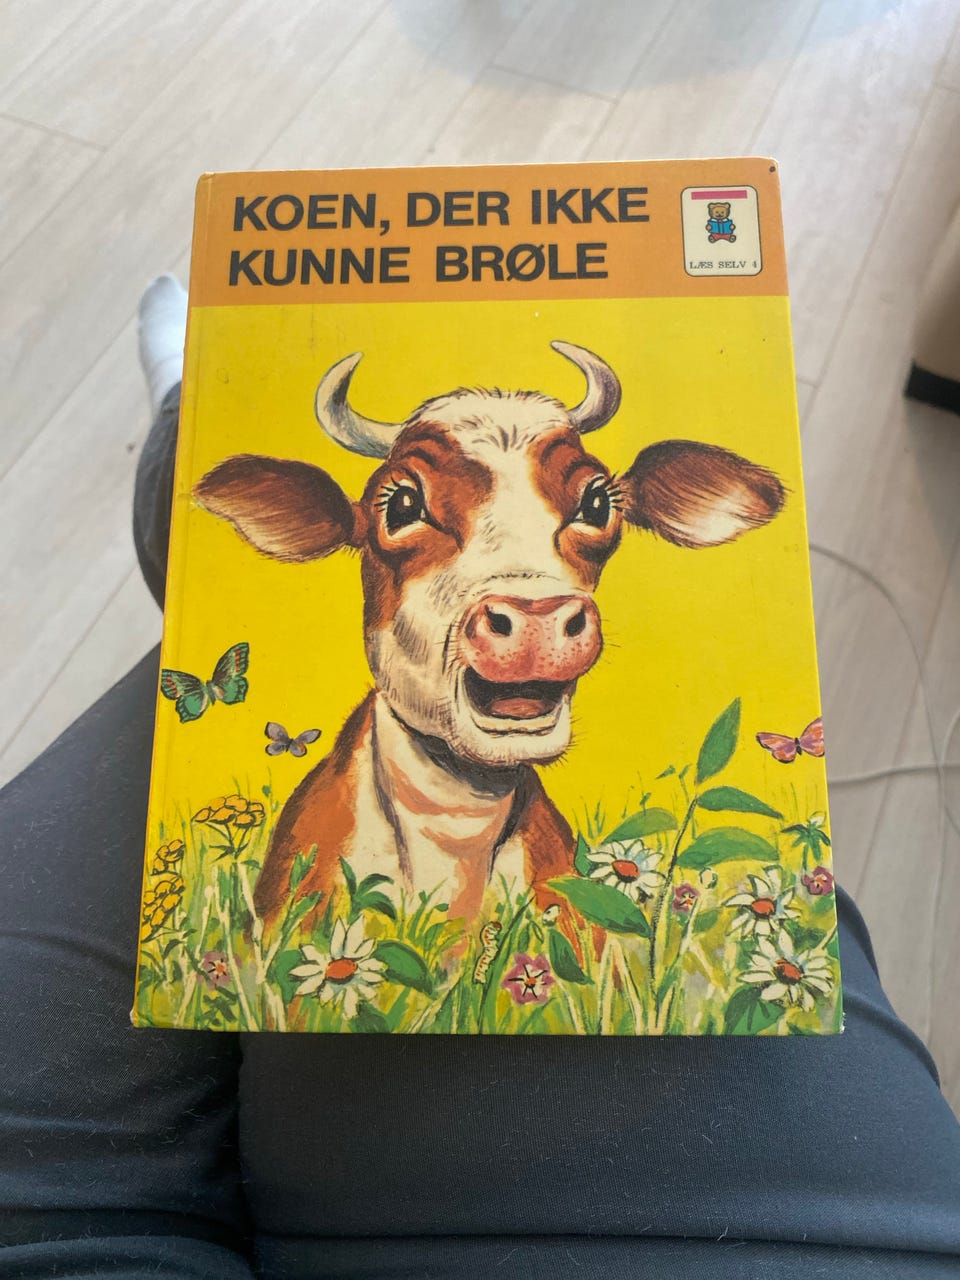 KOEN, DER IKKE
KUNNE BRØLE
LÆS SELV 4